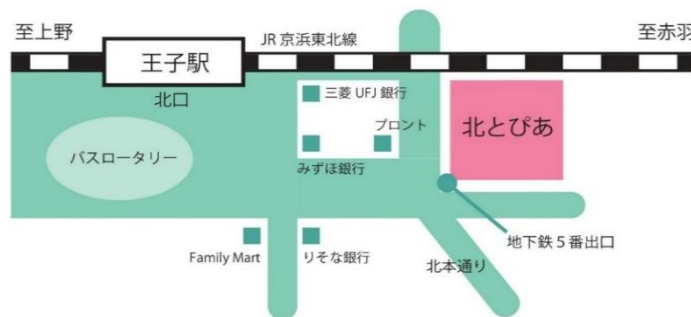 至上野
JR 京浜東北線
至赤羽
王子駅
北口
三菱 UFJ 銀行
プロント
北とぴあ
バスロータリー
みずほ銀行
地下鉄 5 番出口
Family Mart
りそな銀行
北本通り